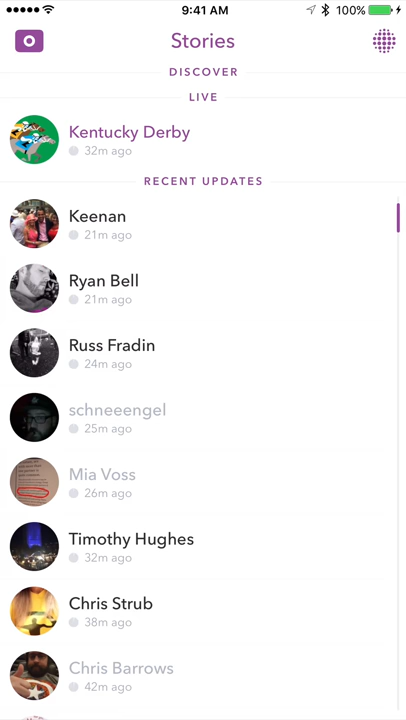 9:41 AM
100%
Stories
DISCOVER
LIVE
Kentucky Derby
32m ago
RECENT UPDATES
Keenan
21m ago
Ryan Bell
21m ago
Russ Fradin
24m ago
schneeengel
25m ago
Mia Voss
26m ago
Timothy Hughes
32m ago
Chris Strub
38m ago
Chris Barrows
42m ago